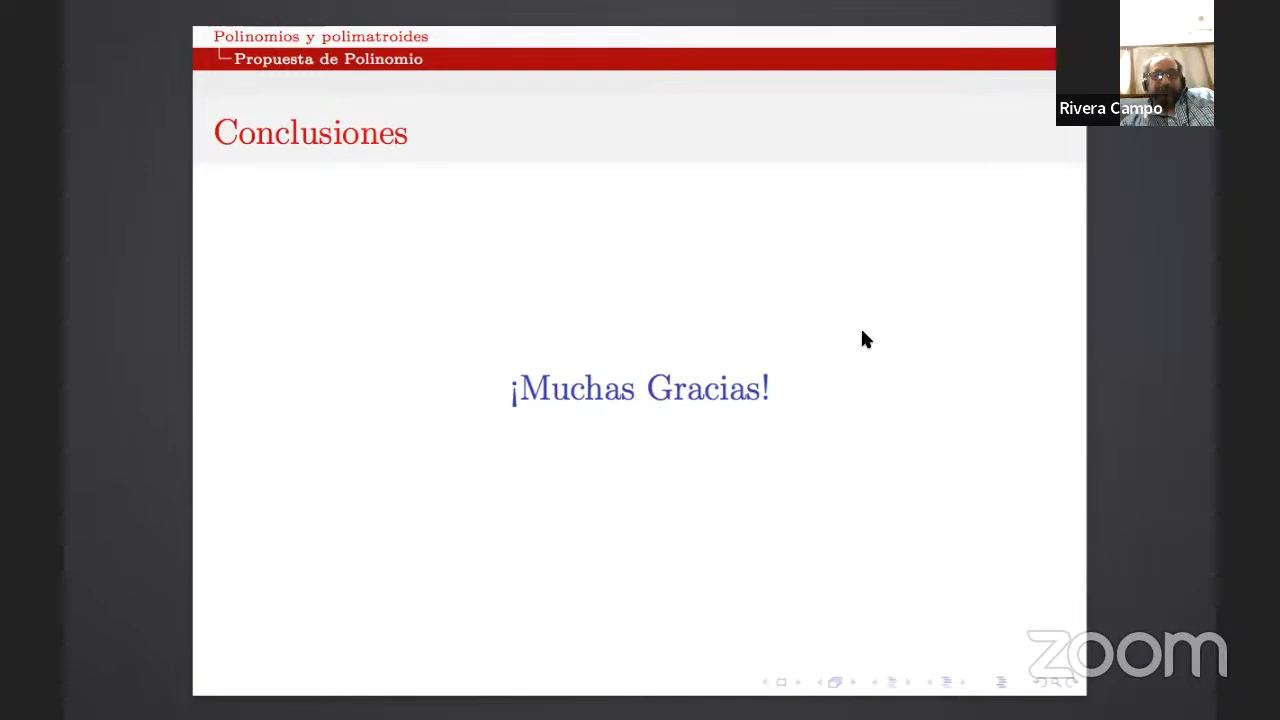 Polinomios y polimatroides
Propuesta de Polinomio
Rivera Campo
Conclusiones
¡Muchas Gracias!
zoom